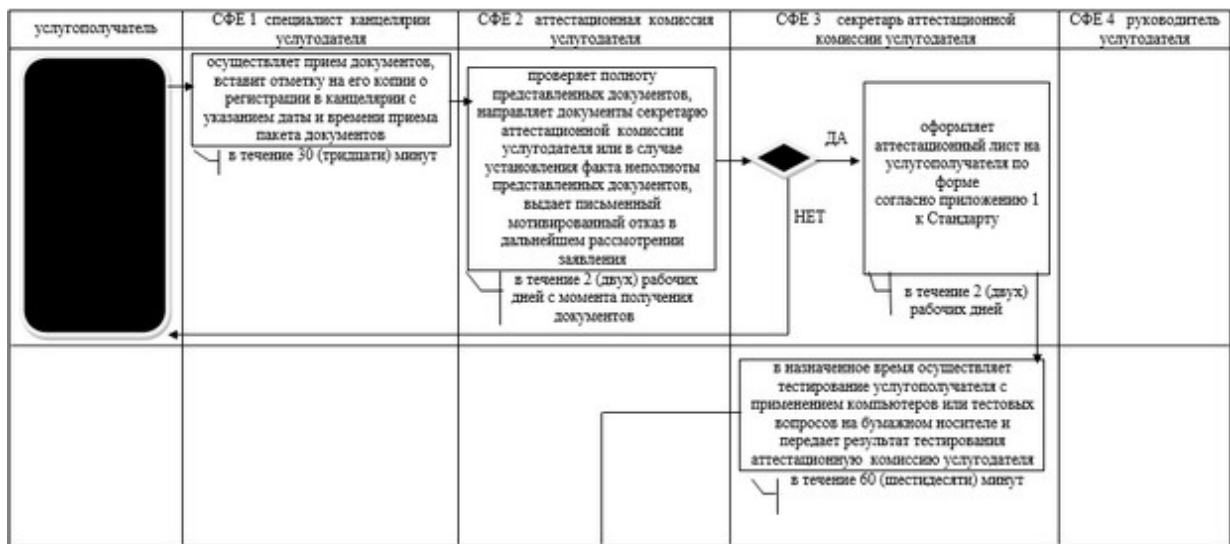 услугополучатель
СФЕ 1 специалист канцелярии
услугодателя
СФЕ 2 аттестационная комиссия
услугодателя
СФЕ 3 секретарь аттестационной
комиссии услугодателя
СФЕ 4 руководитель
услугодателя
осуществляет прием документов,
вставит отметку на его копии о
регистрации в канцелярии с
указанием даты и времени приема
пакета документов
в течение 30 (тридцати) минут
проверяет полноту
представленных документов,
направляет документы секретарю
аттестационной комиссии
услугодателя или в случае
установления факта неполноты
представленных документов,
выдает письменный
мотивированный отказ в
дальнейшем рассмотрении
заявления
в течение 2 (двух) рабочих
дней с момента получения
документов
ДА
НЕТ
оформляет
аттестационный лист на
услугополучателя по
форме
согласно приложению 1
к Стандарту
в течение 2 (двух)
рабочих дней
в назначенное время осуществляет
тестирование услугополучателя с
применением компьютеров или тестовых
вопросов на бумажном носителе и
передает результат тестирования
аттестационную комиссию услугодателя
в течение 60 (шестидесяти) минут